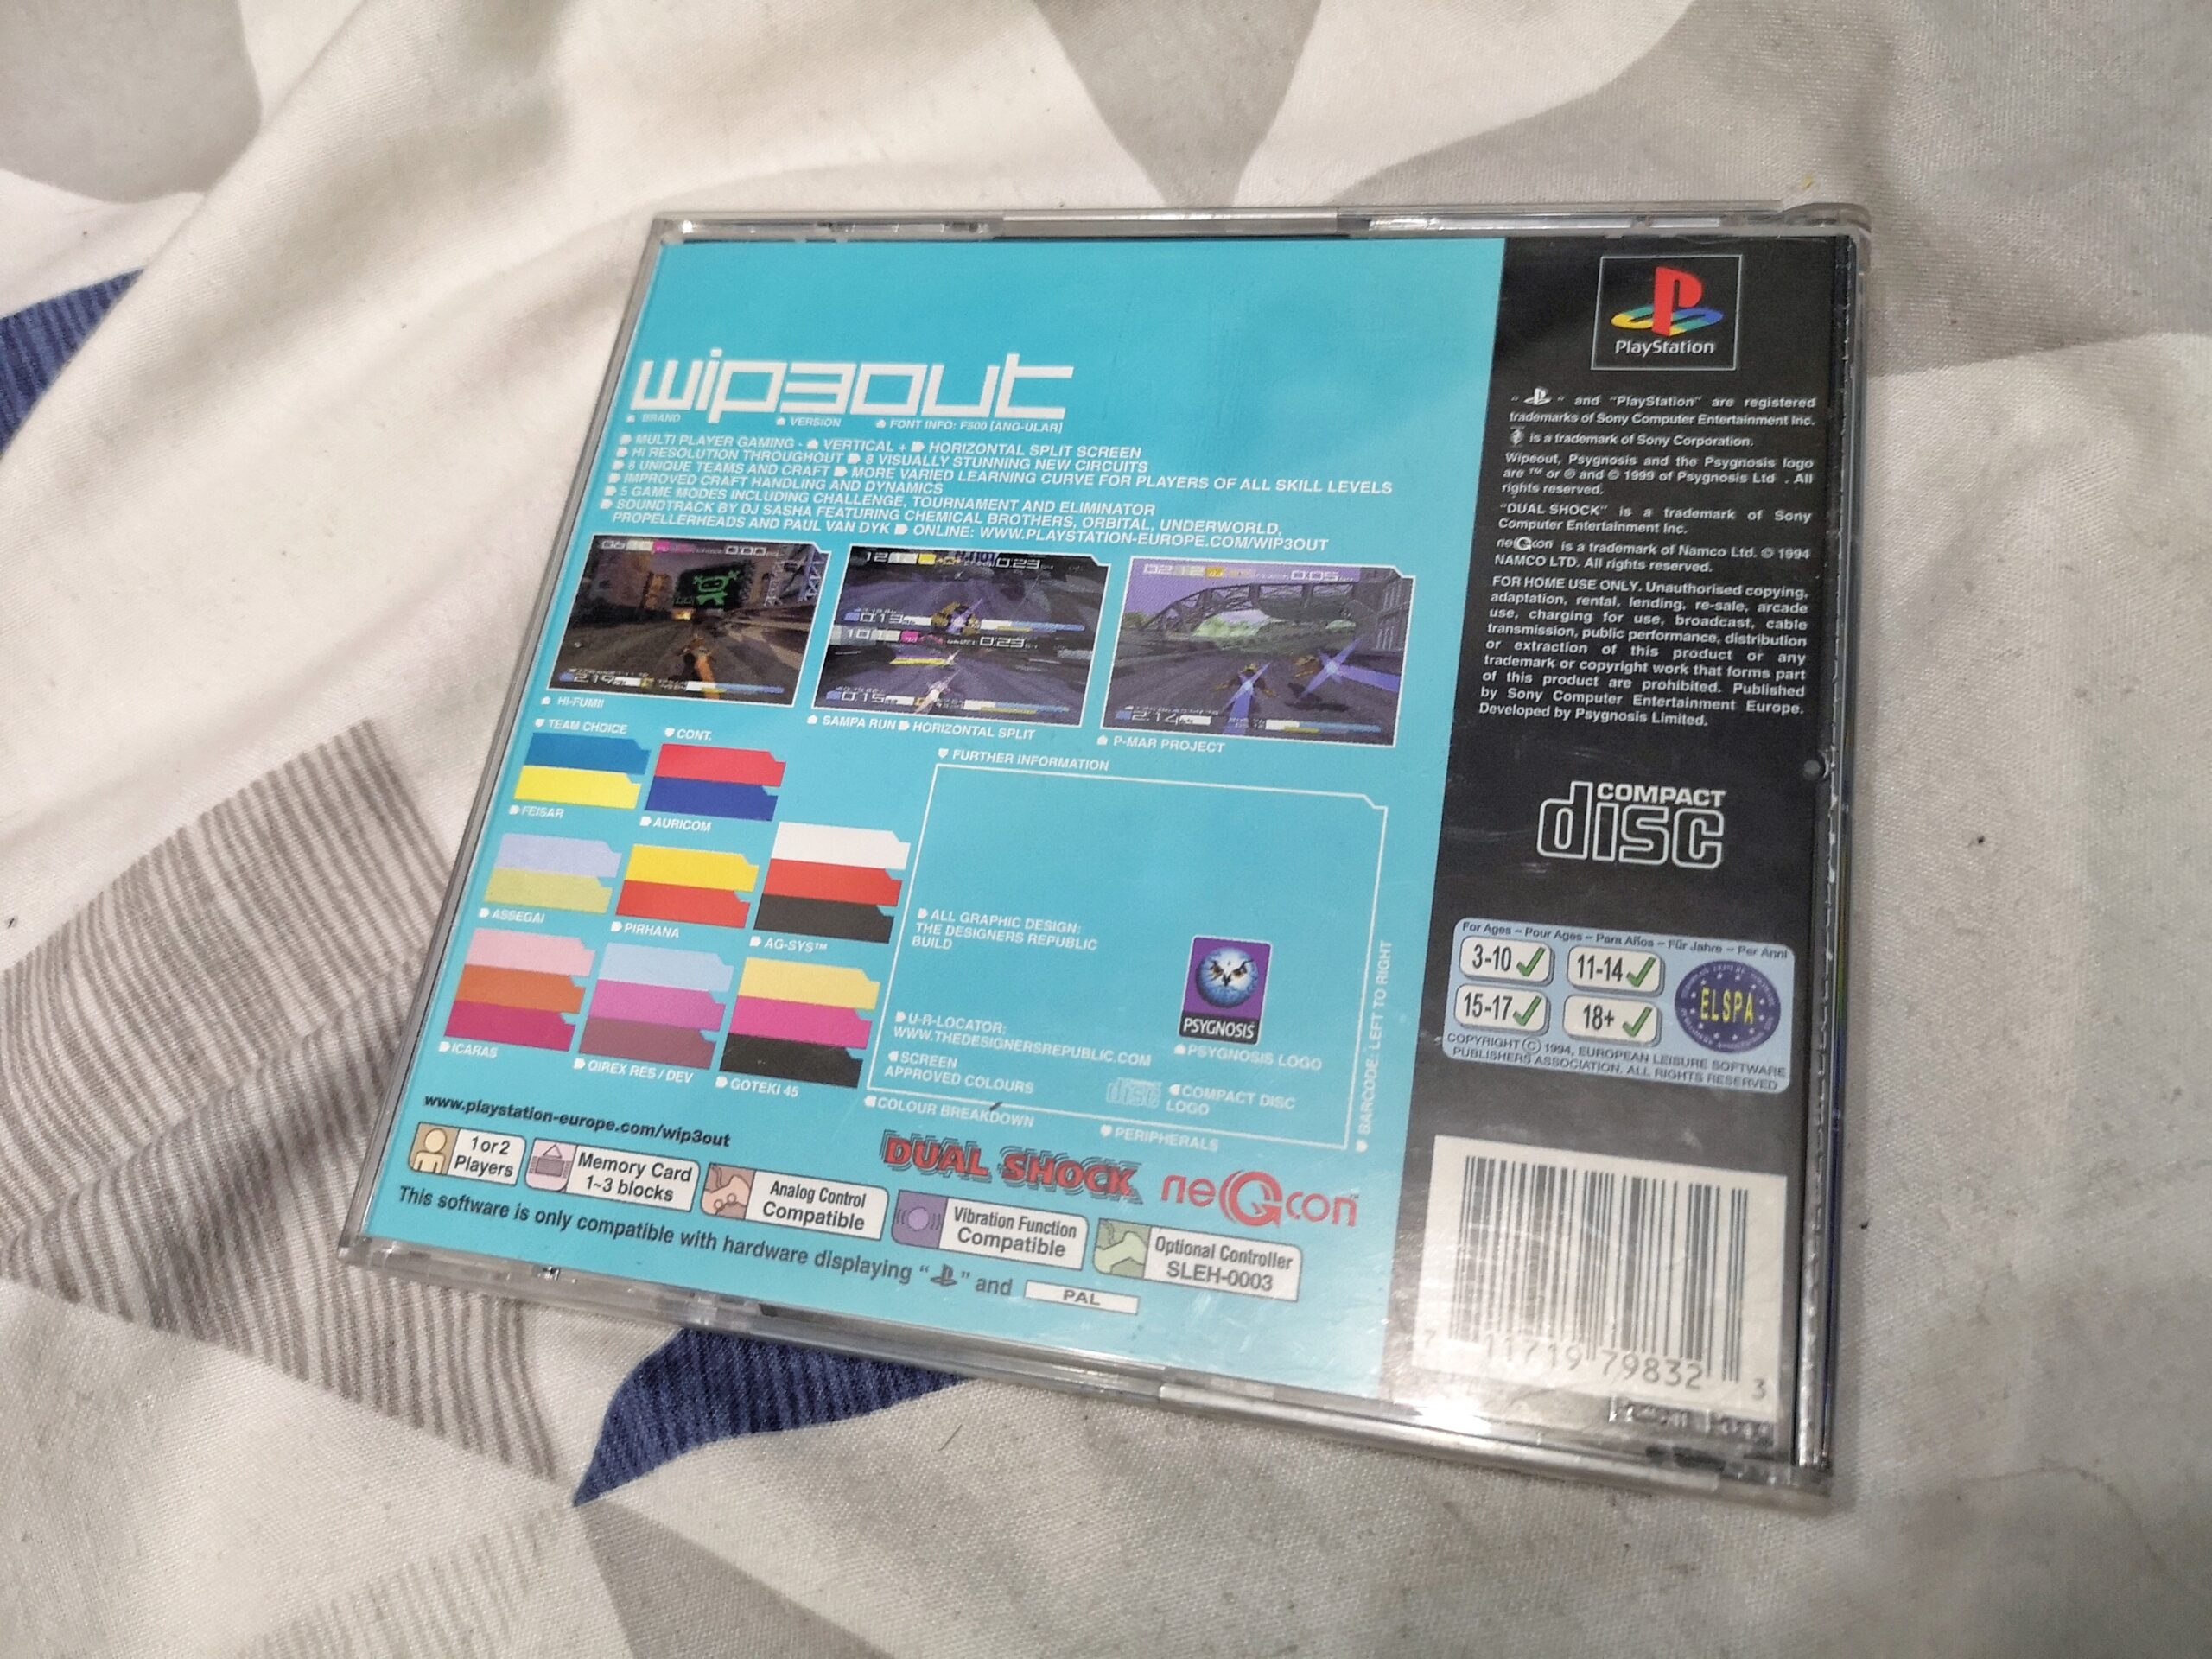 wip3out
BRAND
VERSION
FONT INFO: F500 [ANG-ULAR]
MULTI PLAYER GAMING - VERTICAL + HORIZONTAL SPLIT SCREEN
HI RESOLUTION THROUGHOUT 8 VISUALLY STUNNING NEW CIRCUITS
8 UNIQUE TEAMS AND CRAFT MORE VARIED LEARNING CURVE FOR PLAYERS OF ALL SKILL LEVELS
IMPROVED CRAFT HANDLING AND DYNAMICS
5 GAME MODES INCLUDING CHALLENGE, TOURNAMENT AND ELIMINATOR
SOUNDTRACK BY DJ SASHA FEATURING CHEMICAL BROTHERS, ORBITAL, UNDERWORLD,
PROPELLERHEADS AND PAUL VAN DYK ONLINE: WWW.PLAYSTATION-EUROPE.COM/WIP3OUT
0:00
0:23
0:13
0:23
0:15
0:05
HI-FUMII
SAMPA RUN HORIZONTAL SPLIT
P-MAR PROJECT
TEAM CHOICE
CONT.
FEISAR
AURICOM
ASSEGAI
PIRHANA
AG-SYS™
ICARAS
QIREX RES / DEV
GOTEKI 45
FURTHER INFORMATION
ALL GRAPHIC DESIGN:
THE DESIGNERS REPUBLIC
BUILD
U-R-LOCATOR:
WWW.THEDESIGNERSREPUBLIC.COM
SCREEN
APPROVED COLOURS
PSYGNOSIS
PSYGNOSIS LOGO
disc
COMPACT DISC
LOGO
COLOUR BREAKDOWN
PERIPHERALS
BARCODE: LEFT TO RIGHT
www.playstation-europe.com/wip3out
DUAL SHOCK
neGcon
1 or 2
Players
Memory Card
1~3 blocks
Analog Control
Compatible
Vibration Function
Compatible
Optional Controller
SLEH-0003
This software is only compatible with hardware displaying " " and PAL
PlayStation
" " and "PlayStation" are registered
trademarks of Sony Computer Entertainment Inc.
is a trademark of Sony Corporation.
Wipeout, Psygnosis and the Psygnosis logo
are ™ or ® and © 1999 of Psygnosis Ltd . All
rights reserved.
"DUAL SHOCK" is a trademark of Sony
Computer Entertainment Inc.
neGcon is a trademark of Namco Ltd. © 1994
NAMCO LTD. All rights reserved.
FOR HOME USE ONLY. Unauthorised copying,
adaptation, rental, lending, re-sale, arcade
use, charging for use, broadcast, cable
transmission, public performance, distribution
or extraction of this product or any
trademark or copyright work that forms part
of this product are prohibited. Published
by Sony Computer Entertainment Europe.
Developed by Psygnosis Limited.
COMPACT
disc
For Ages – Pour Ages – Para Años – Für Jahre – Per Anni
3-10
11-14
15-17
18+
ELSPA
COPYRIGHT © 1994, EUROPEAN LEISURE SOFTWARE
PUBLISHERS ASSOCIATION. ALL RIGHTS RESERVED
7 11719 79832 3